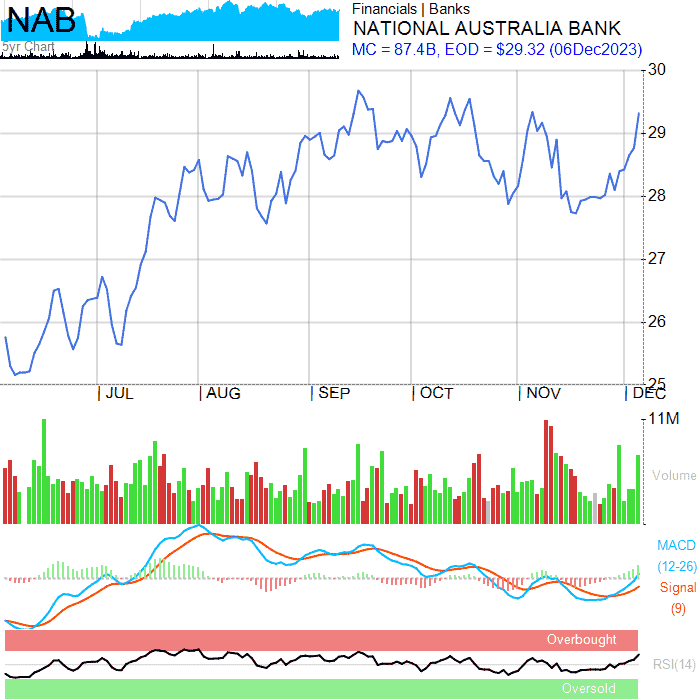 NAB
5yr Chart
Financials | Banks
NATIONAL AUSTRALIA BANK
MC = 87.4B, EOD = $29.32 (06Dec2023)
30
29
28
27
26
25
JUL
AUG
SEP
OCT
NOV
DEC
11M
Volume
MACD
(12-26)
Signal
(9)
Overbought
RSI(14)
Oversold